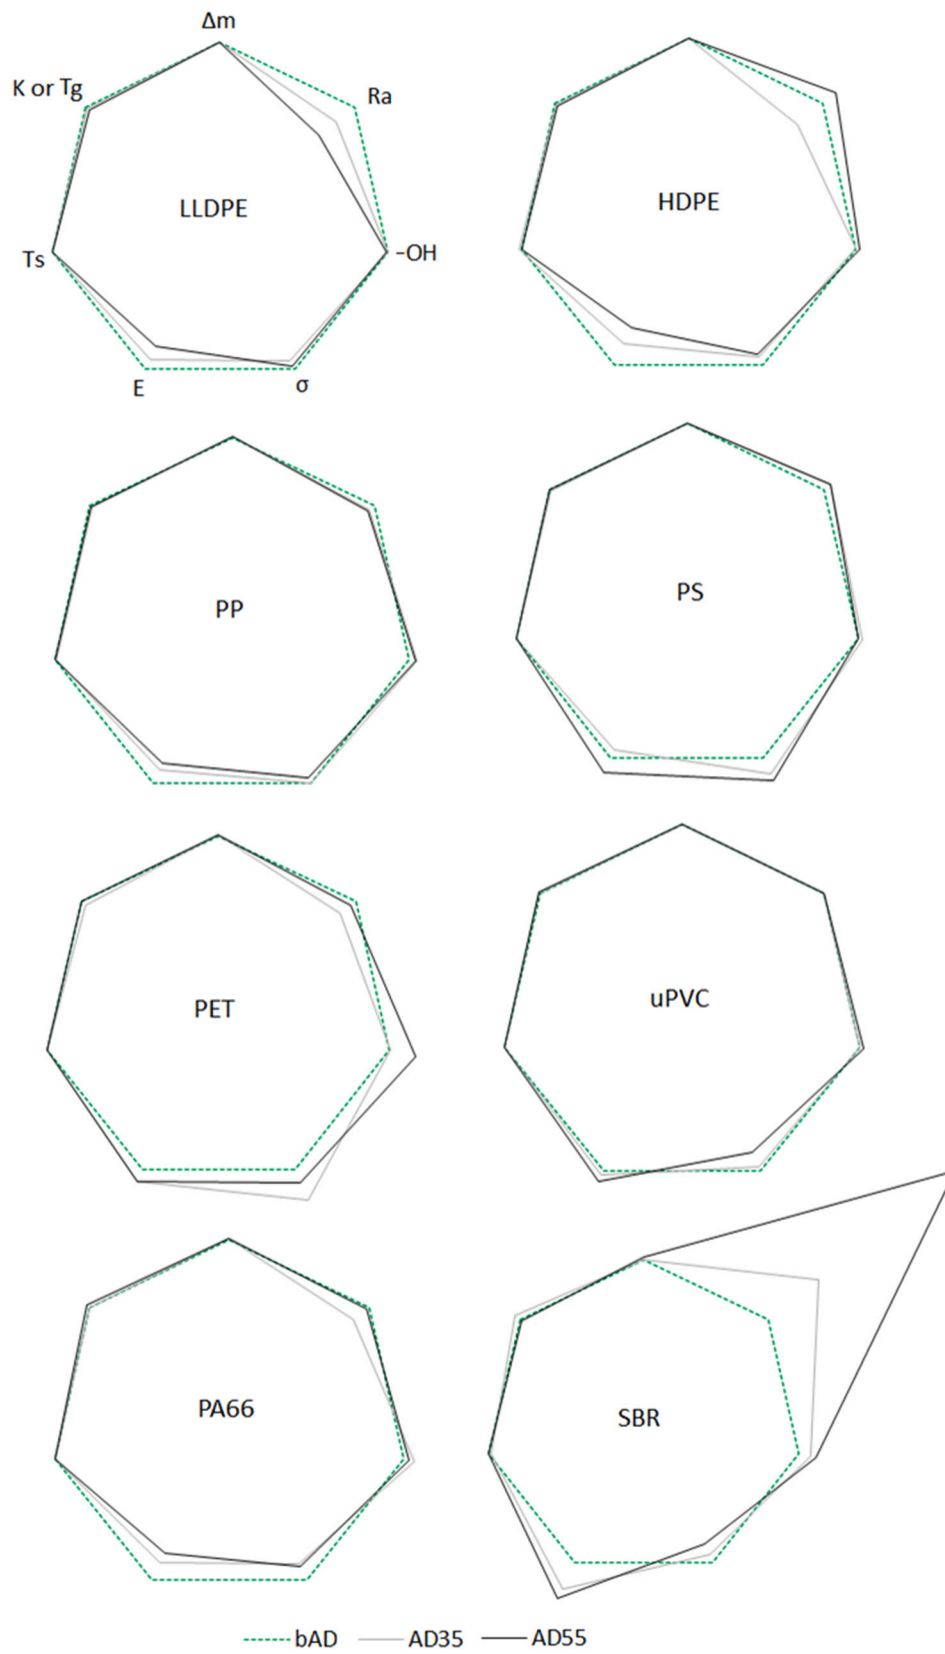 Δm
K or Tg
Ra
LLDPE
HDPE
Ts
-OH
E
σ
PP
PS
PET
uPVC
PA66
SBR
bAD AD35 AD55